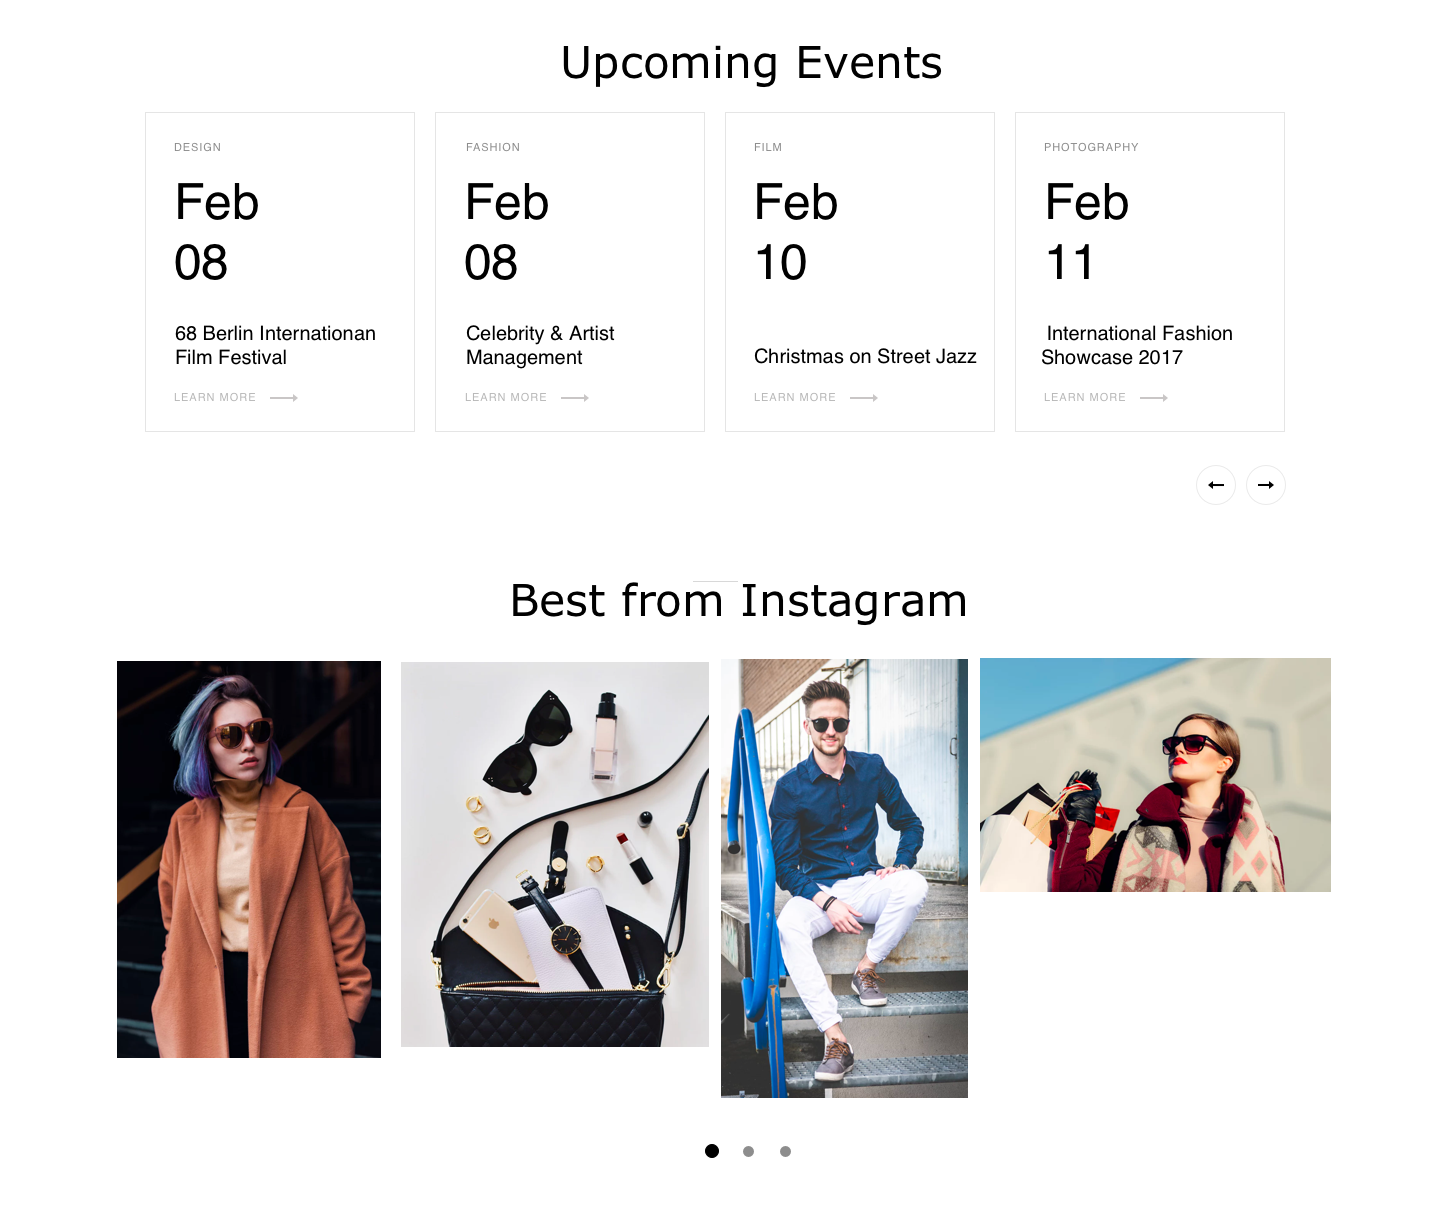 Upcoming Events
DESIGN
Feb
08
68 Berlin Internationan
Film Festival
LEARN MORE
FASHION
Feb
08
Celebrity & Artist
Management
LEARN MORE
FILM
Feb
10
Christmas on Street Jazz
LEARN MORE
PHOTOGRAPHY
Feb
11
International Fashion
Showcase 2017
LEARN MORE
Best from Instagram